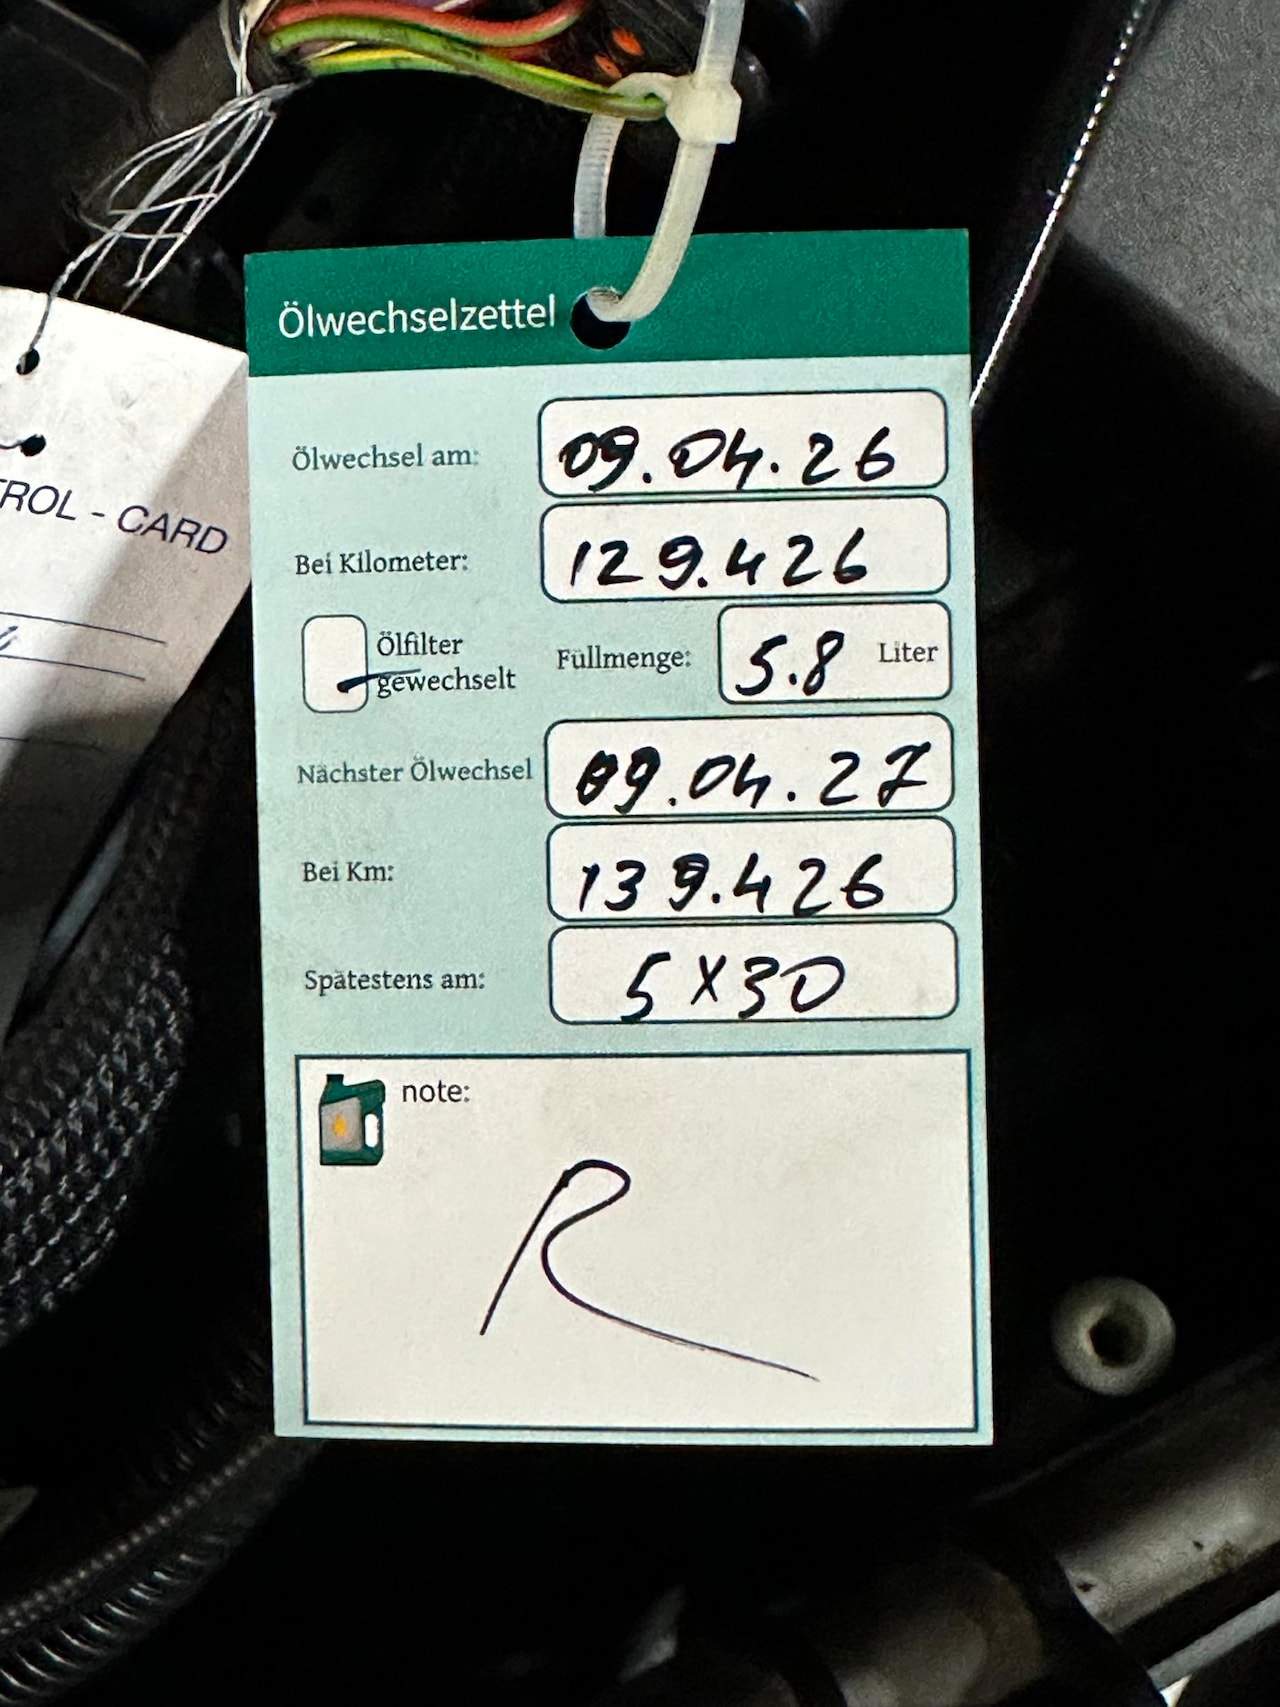 Ölwechselzettel
Ölwechsel am: 09.04.26
Bei Kilometer: 129.426
Ölfilter
gewechselt
Füllmenge: 5.8 Liter
Nächster Ölwechsel 09.04.27
Bei Km: 139.426
Spätestens am: 5X30
note:
R
ROL - CARD